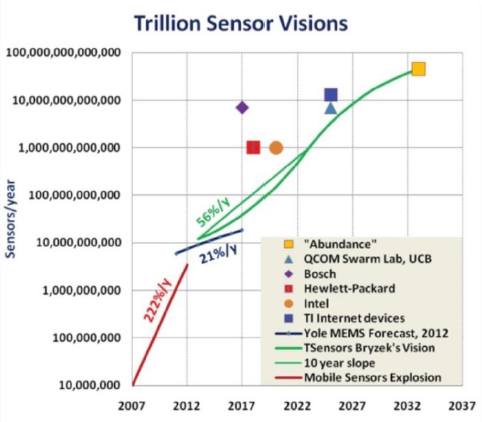 Trillion Sensor Visions
100,000,000,000,000
10,000,000,000,000
1,000,000,000,000
100,000,000,000
10,000,000,000
1,000,000,000
100,000,000
10,000,000
Sensors/year
222%/y
56%/y
21%/y
"Abundance"
QCOM Swarm Lab, UCB
Bosch
Hewlett-Packard
Intel
TI Internet devices
Yole MEMS Forecast, 2012
TSensors Bryzek's Vision
10 year slope
Mobile Sensors Explosion
2007 2012 2017 2022 2027 2032 2037